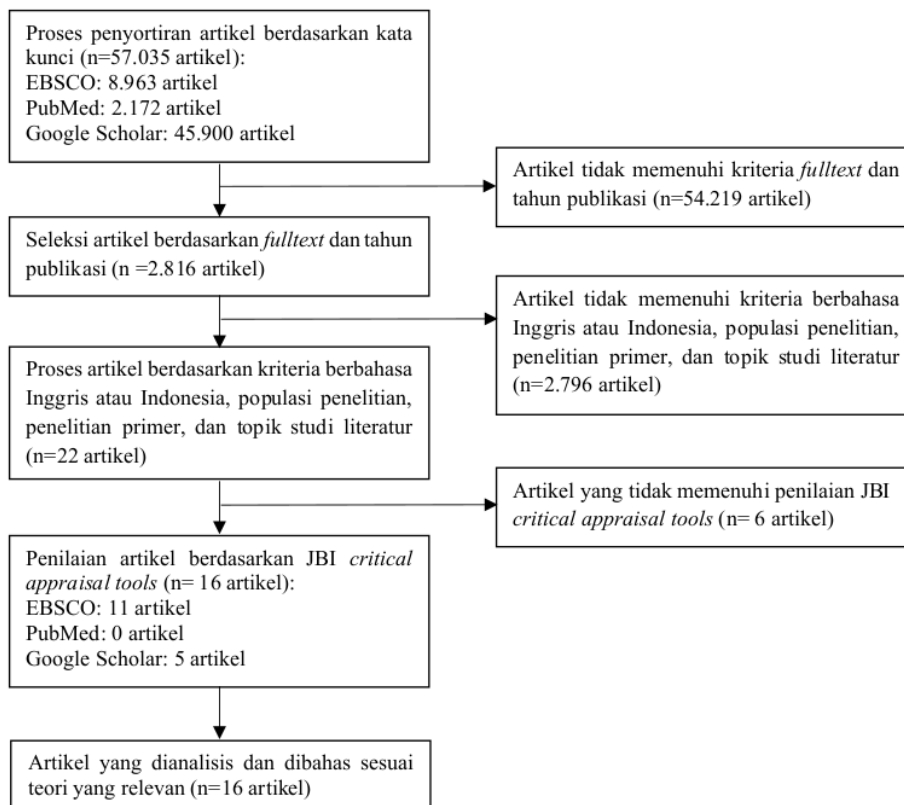 Proses penyortiran artikel berdasarkan kata
kunci (n=57.035 artikel):
EBSCO: 8.963 artikel
PubMed: 2.172 artikel
Google Scholar: 45.900 artikel
Artikel tidak memenuhi kriteria fulltext dan
tahun publikasi (n=54.219 artikel)
Seleksi artikel berdasarkan fulltext dan tahun
publikasi (n =2.816 artikel)
Artikel tidak memenuhi kriteria berbahasa
Inggris atau Indonesia, populasi penelitian,
penelitian primer, dan topik studi literatur
(n=2.796 artikel)
Proses artikel berdasarkan kriteria berbahasa
Inggris atau Indonesia, populasi penelitian,
penelitian primer, dan topik studi literatur
(n=22 artikel)
Artikel yang tidak memenuhi penilaian JBI
critical appraisal tools (n= 6 artikel)
Penilaian artikel berdasarkan JBI critical
appraisal tools (n= 16 artikel):
EBSCO: 11 artikel
PubMed: 0 artikel
Google Scholar: 5 artikel
Artikel yang dianalisis dan dibahas sesuai
teori yang relevan (n=16 artikel)